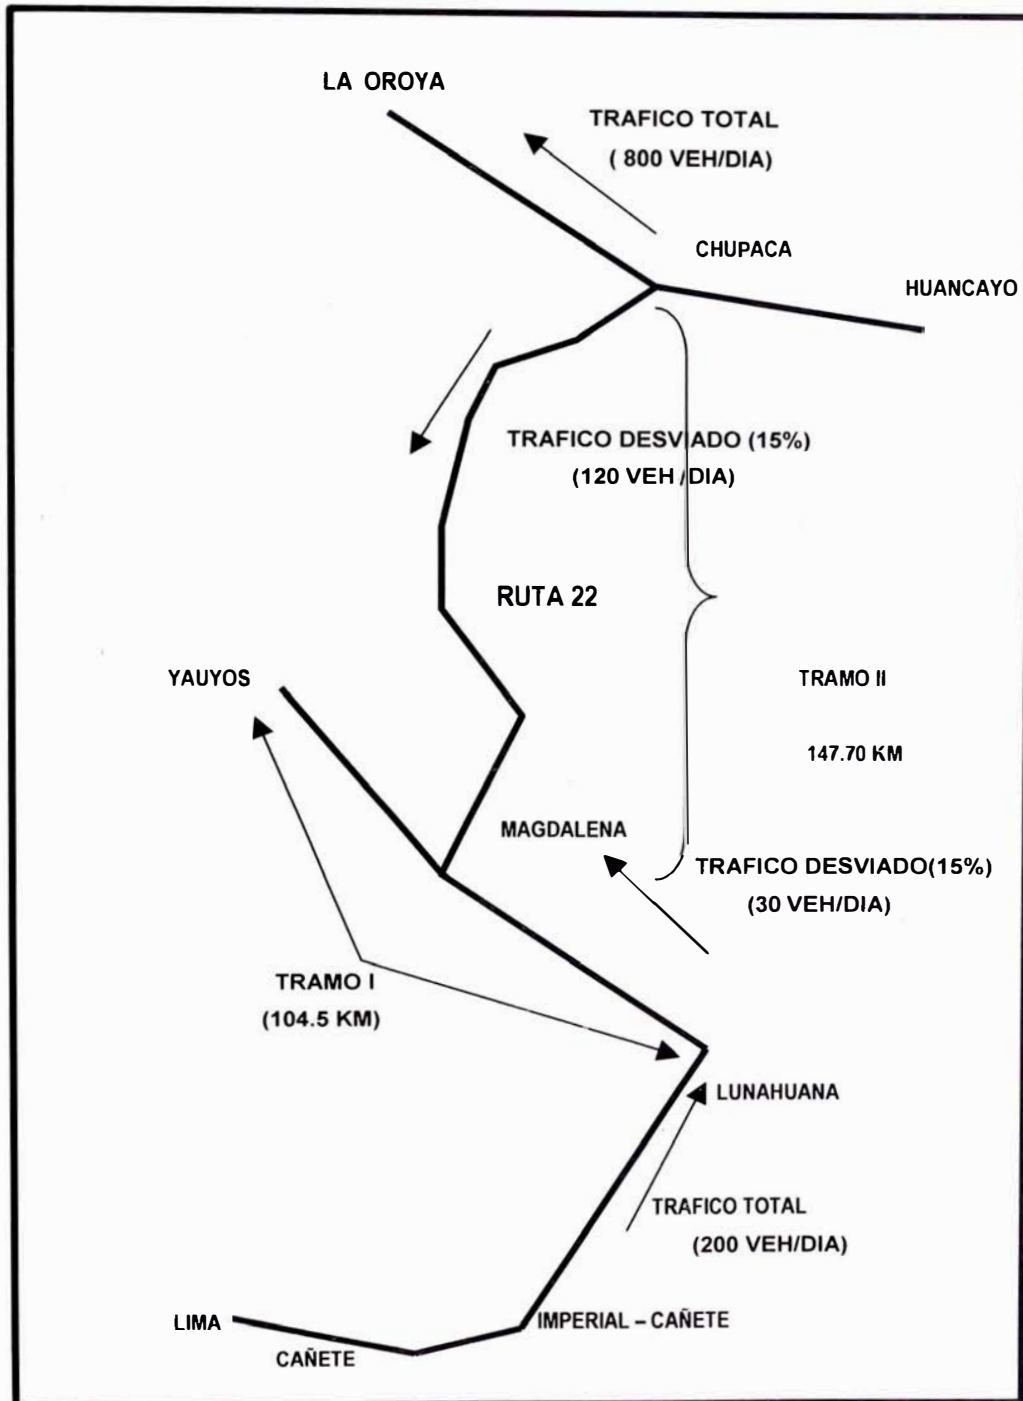 LA OROYA
TRAFICO TOTAL
( 800 VEH/DIA)
CHUPACA
HUANCAYO
TRAFICO DESVIADO (15%)
(120 VEH / DIA)
RUTA 22
YAUYOS
TRAMO II
147.70 KM
MAGDALENA
TRAFICO DESVIADO(15%)
(30 VEH/DIA)
TRAMO I
(104.5 KM)
LUNAHUANA
TRAFICO TOTAL
(200 VEH/DIA)
LIMA
IMPERIAL – CAÑETE
CAÑETE